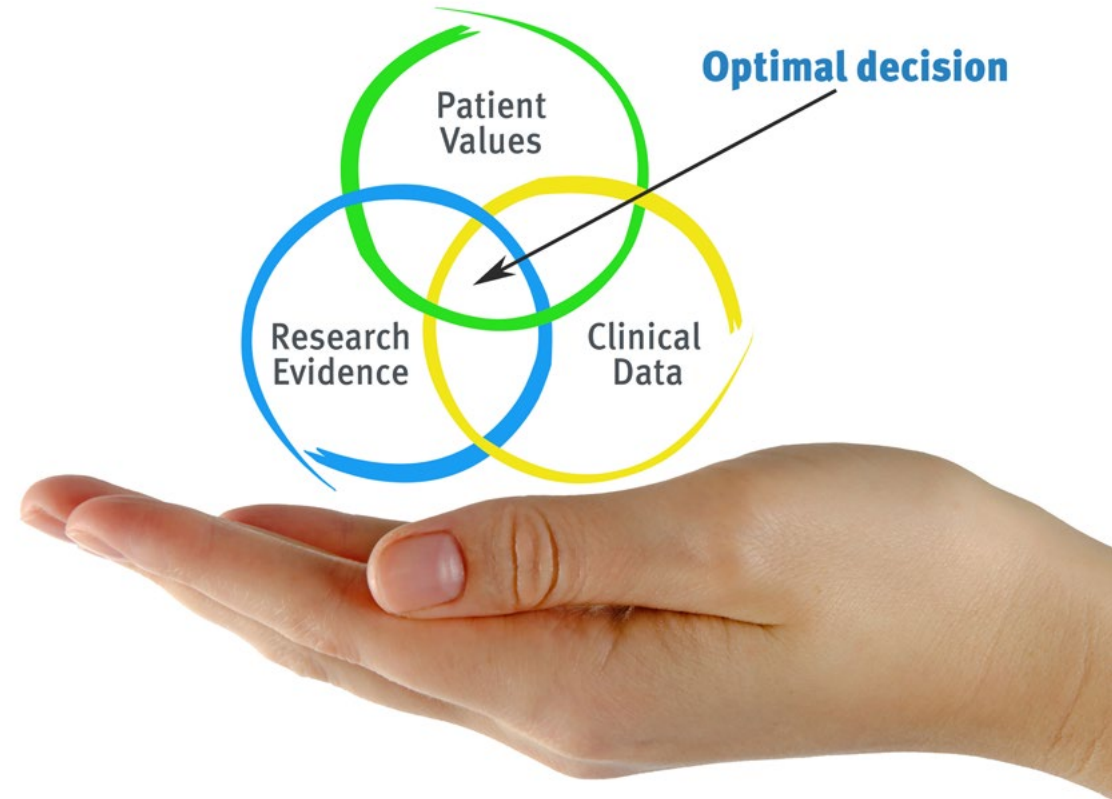 Optimal decision
Patient
Values
Research
Evidence
Clinical
Data